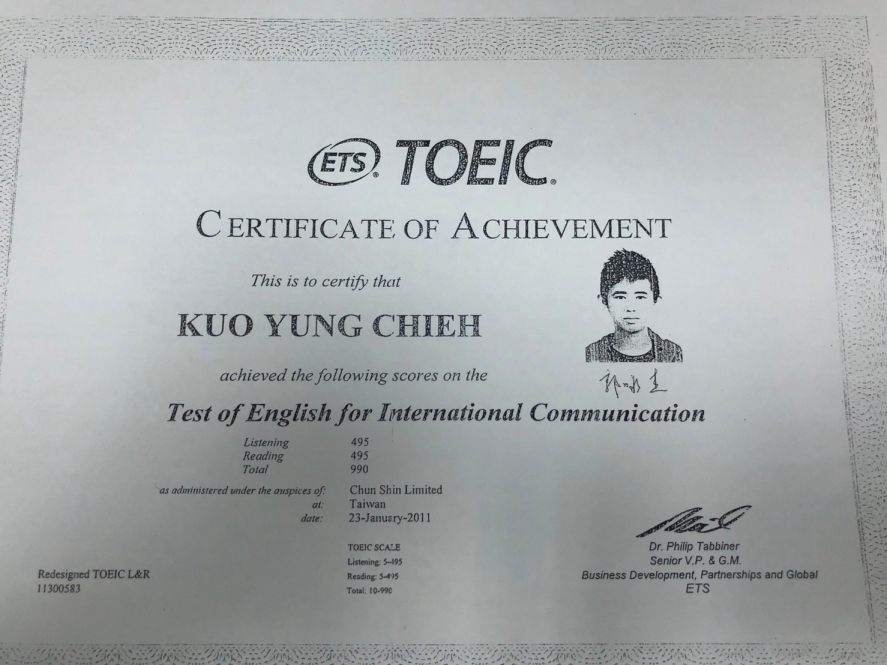 ETS® TOEIC®
CERTIFICATE OF ACHIEVEMENT
This is to certify that
KUO YUNG CHIEH
achieved the following scores on the
Test of English for International Communication
Listening 495
Reading 495
Total 990
as administered under the auspices of: Chun Shin Limited
at: Taiwan
date: 23-January-2011
TOEIC SCALE
Listening: 5-495
Reading: 5-495
Total: 10-990
Redesigned TOEIC L&R
11300583
Dr. Philip Tabbiner
Senior V.P. & G.M.
Business Development, Partnerships and Global
ETS